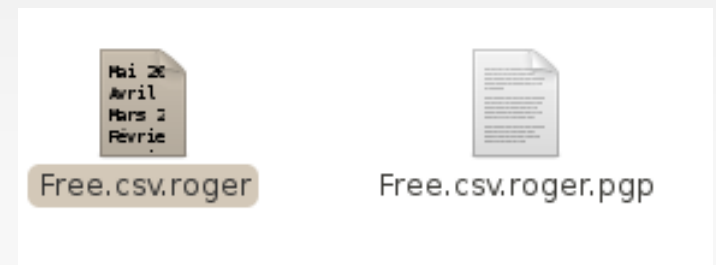 Mai 20
Avril
Mars 2
Févrie
Free.csv.roger
Free.csv.roger.pgp